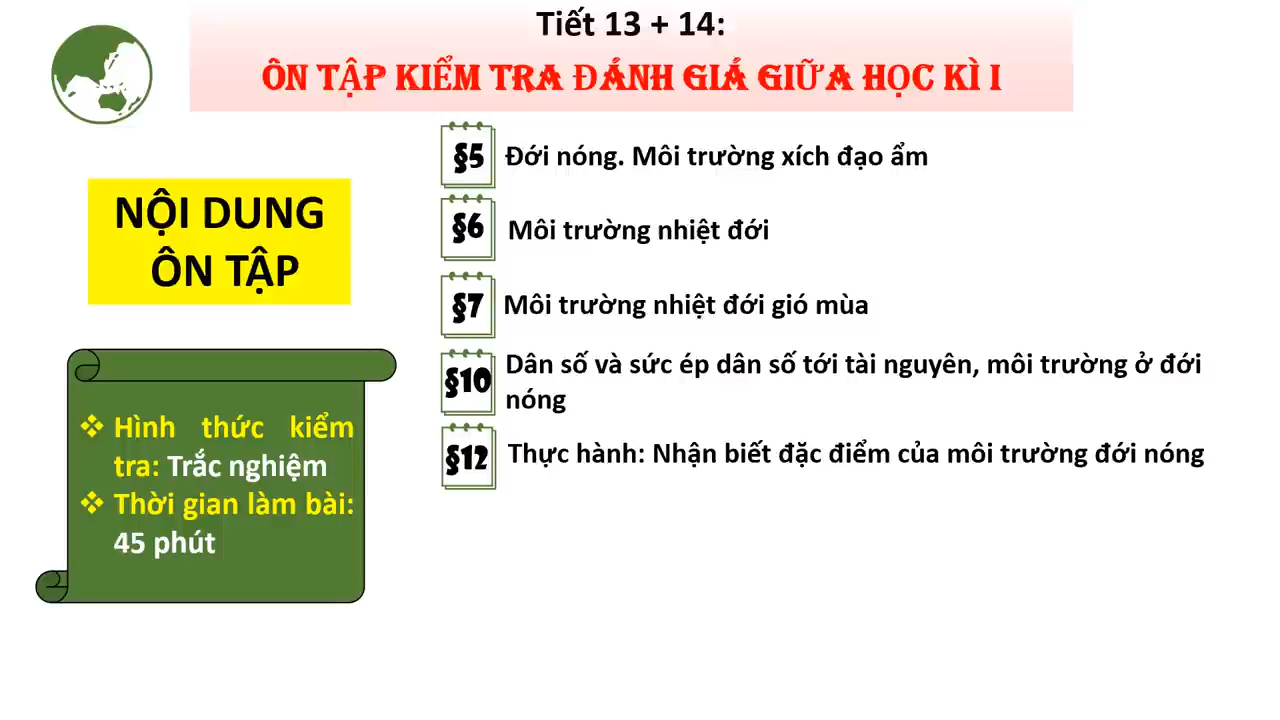 Tiết 13 + 14:
ÔN TẬP KIỂM TRA ĐÁNH GIÁ GIỮA HỌC KÌ I
NỘI DUNG
ÔN TẬP
❖ Hình thức kiểm
tra: Trắc nghiệm
❖ Thời gian làm bài:
45 phút
§5 Đới nóng. Môi trường xích đạo ẩm
§6 Môi trường nhiệt đới
§7 Môi trường nhiệt đới gió mùa
§10 Dân số và sức ép dân số tới tài nguyên, môi trường ở đới
nóng
§12 Thực hành: Nhận biết đặc điểm của môi trường đới nóng